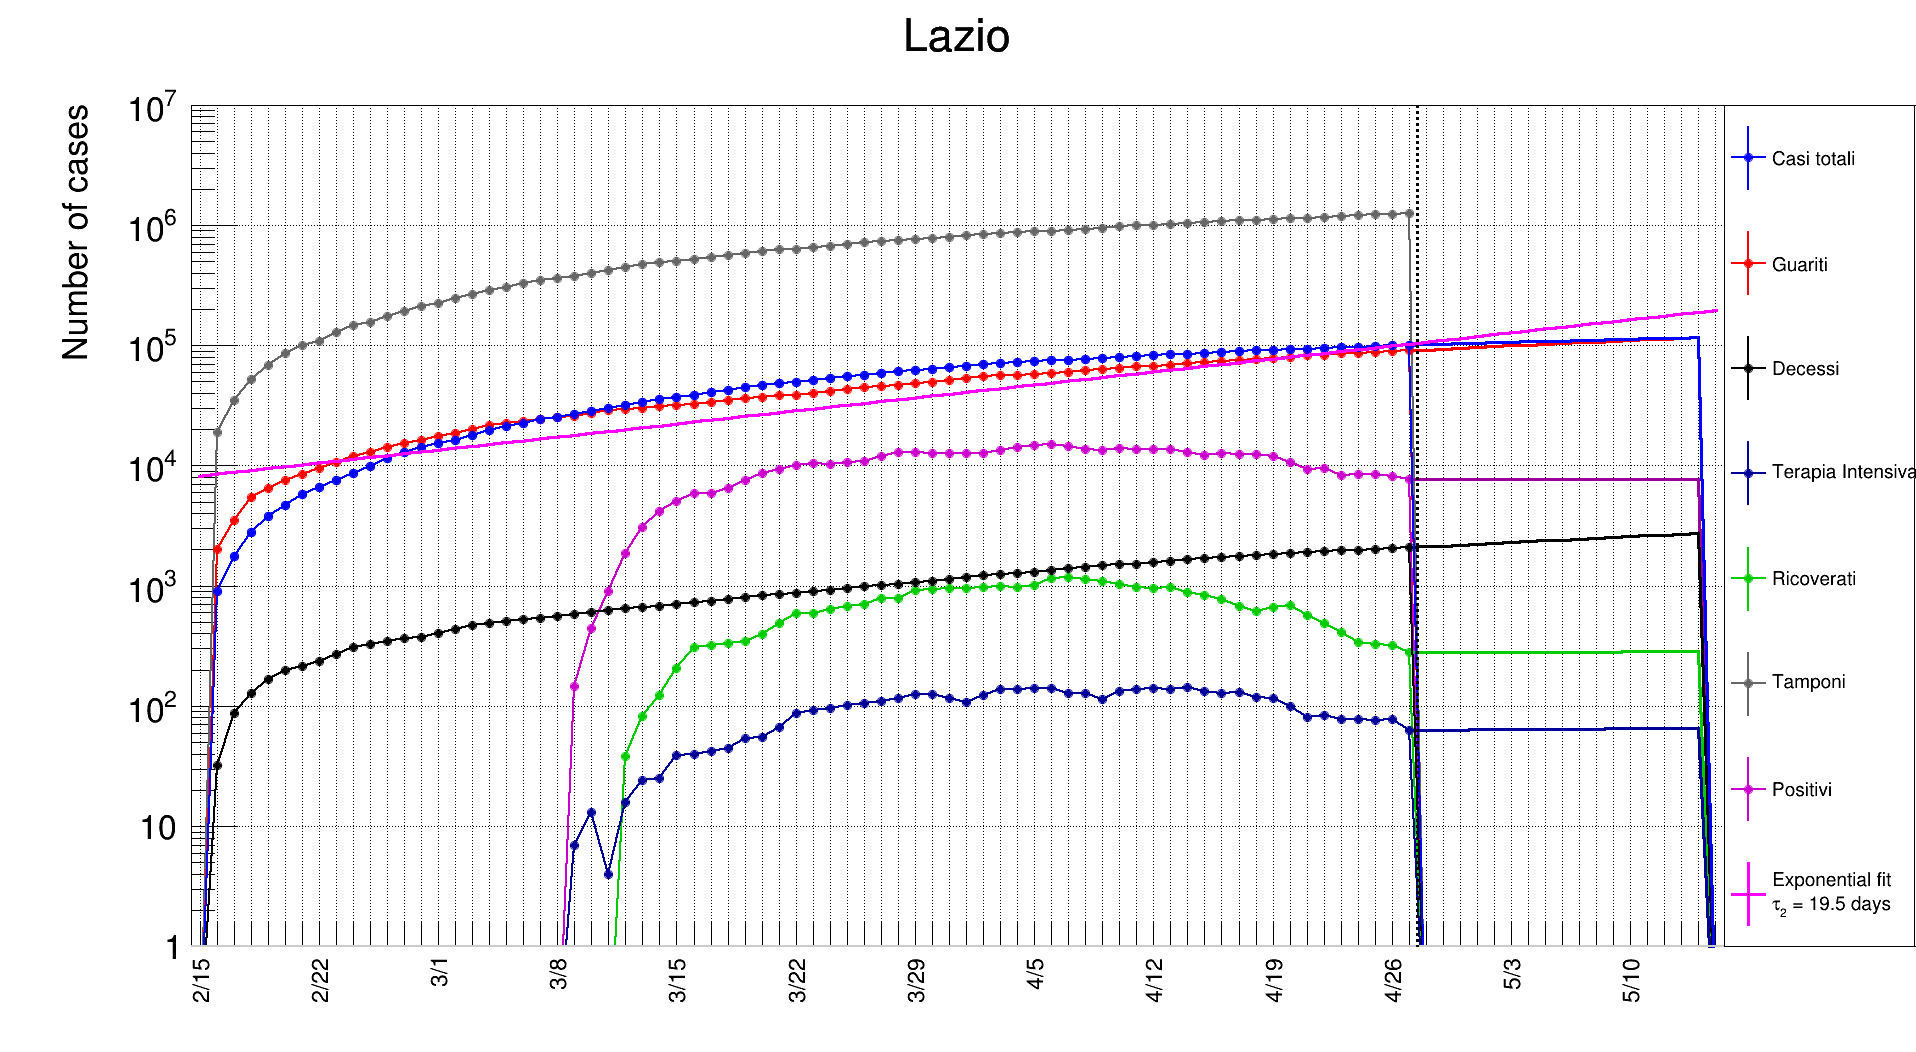 Lazio
Number of cases
10^7
10^6
10^5
10^4
10^3
10^2
10
1
2/15
2/22
3/1
3/8
3/15
3/22
3/29
4/5
4/12
4/19
4/26
5/3
5/10
Casi totali
Guariti
Decessi
Terapia Intensiva
Ricoverati
Tamponi
Positivi
Exponential fit
τ_2 = 19.5 days